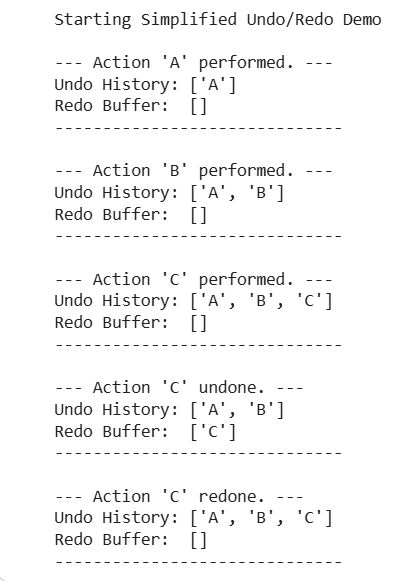 Starting Simplified Undo/Redo Demo
--- Action 'A' performed. ---
Undo History: ['A']
Redo Buffer:  []
------------------------------
--- Action 'B' performed. ---
Undo History: ['A', 'B']
Redo Buffer:  []
------------------------------
--- Action 'C' performed. ---
Undo History: ['A', 'B', 'C']
Redo Buffer:  []
------------------------------
--- Action 'C' undone. ---
Undo History: ['A', 'B']
Redo Buffer:  ['C']
------------------------------
--- Action 'C' redone. ---
Undo History: ['A', 'B', 'C']
Redo Buffer:  []
------------------------------